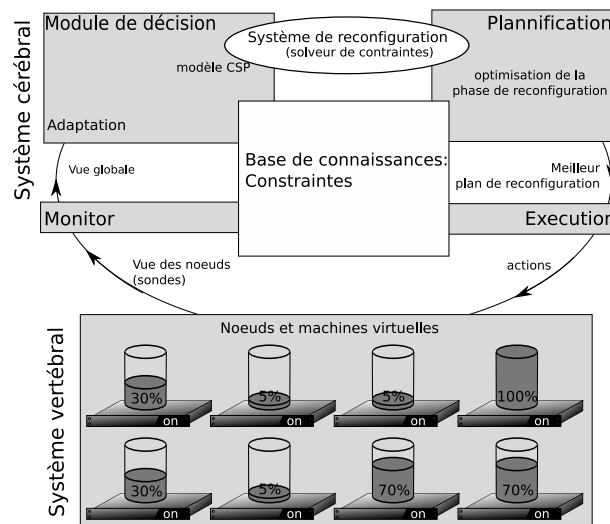 Système cérébral
Module de décision
modèle CSP
Adaptation
Système de reconfiguration
(solveur de contraintes)
Plannification
optimisation de la
phase de reconfiguration
Base de connaissances:
Constraintes
Vue globale
Meilleur
plan de reconfiguration
Monitor
Execution
Vue des noeuds
(sondes)
actions
Système vertébral
Noeuds et machines virtuelles
30%
on
5%
on
5%
on
100%
on
30%
on
5%
on
70%
on
70%
on